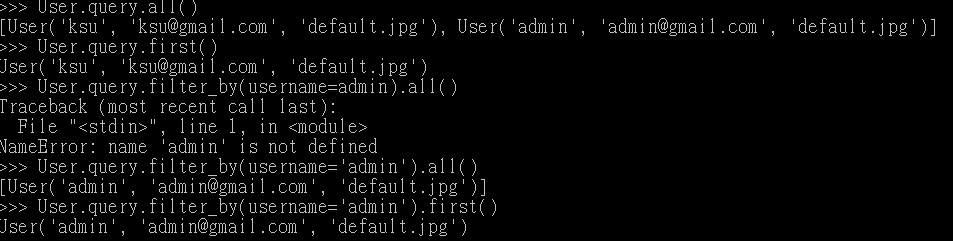 >>> User.query.all()
[User('ksu', 'ksu@gmail.com', 'default.jpg'), User('admin', 'admin@gmail.com', 'default.jpg')]
>>> User.query.first()
User('ksu', 'ksu@gmail.com', 'default.jpg')
>>> User.query.filter_by(username=admin).all()
Traceback (most recent call last):
  File "<stdin>", line 1, in <module>
NameError: name 'admin' is not defined
>>> User.query.filter_by(username='admin').all()
[User('admin', 'admin@gmail.com', 'default.jpg')]
>>> User.query.filter_by(username='admin').first()
User('admin', 'admin@gmail.com', 'default.jpg')